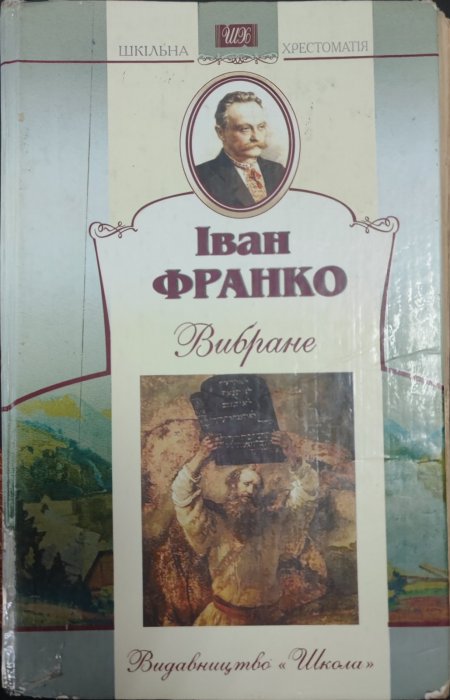 ШКІЛЬНА ШХ ХРЕСТОМАТІЯ
Іван
ФРАНКО
Вибране
Видавництво «Школа»